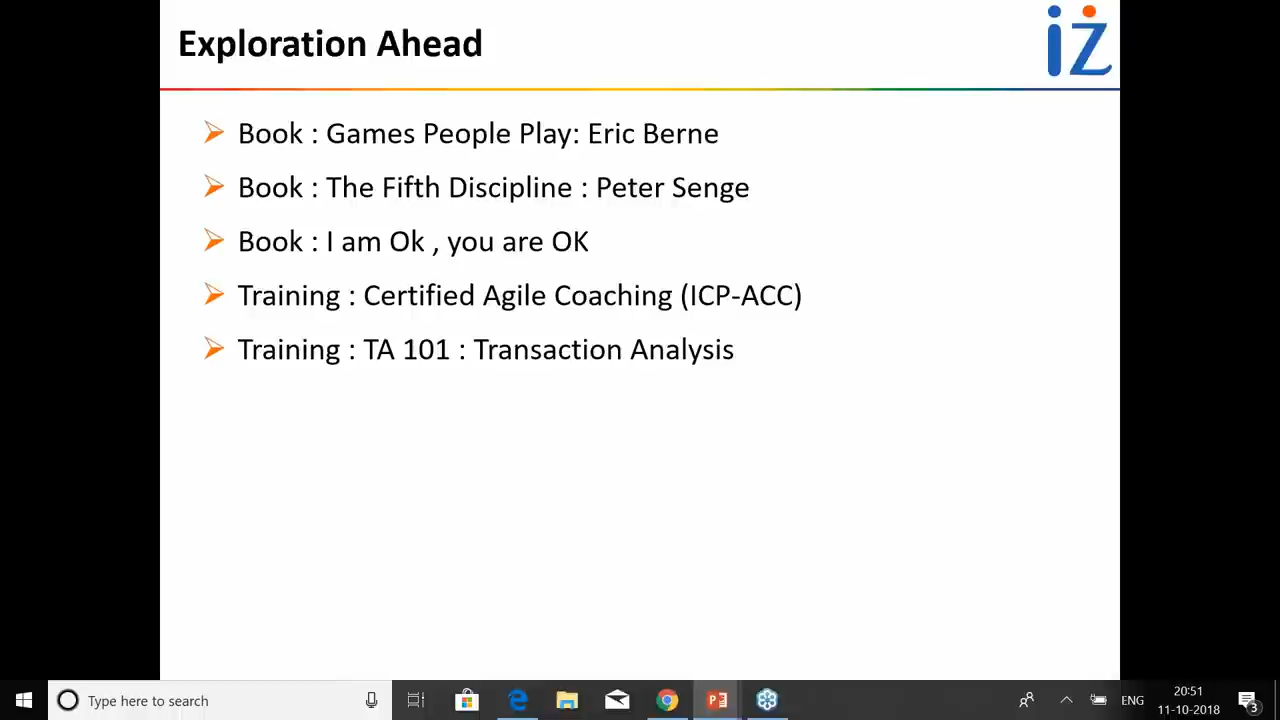 Exploration Ahead
iZ
Book : Games People Play: Eric Berne
Book : The Fifth Discipline : Peter Senge
Book : I am Ok , you are OK
Training : Certified Agile Coaching (ICP-ACC)
Training : TA 101 : Transaction Analysis
Type here to search
ENG
20:51
11-10-2018
3